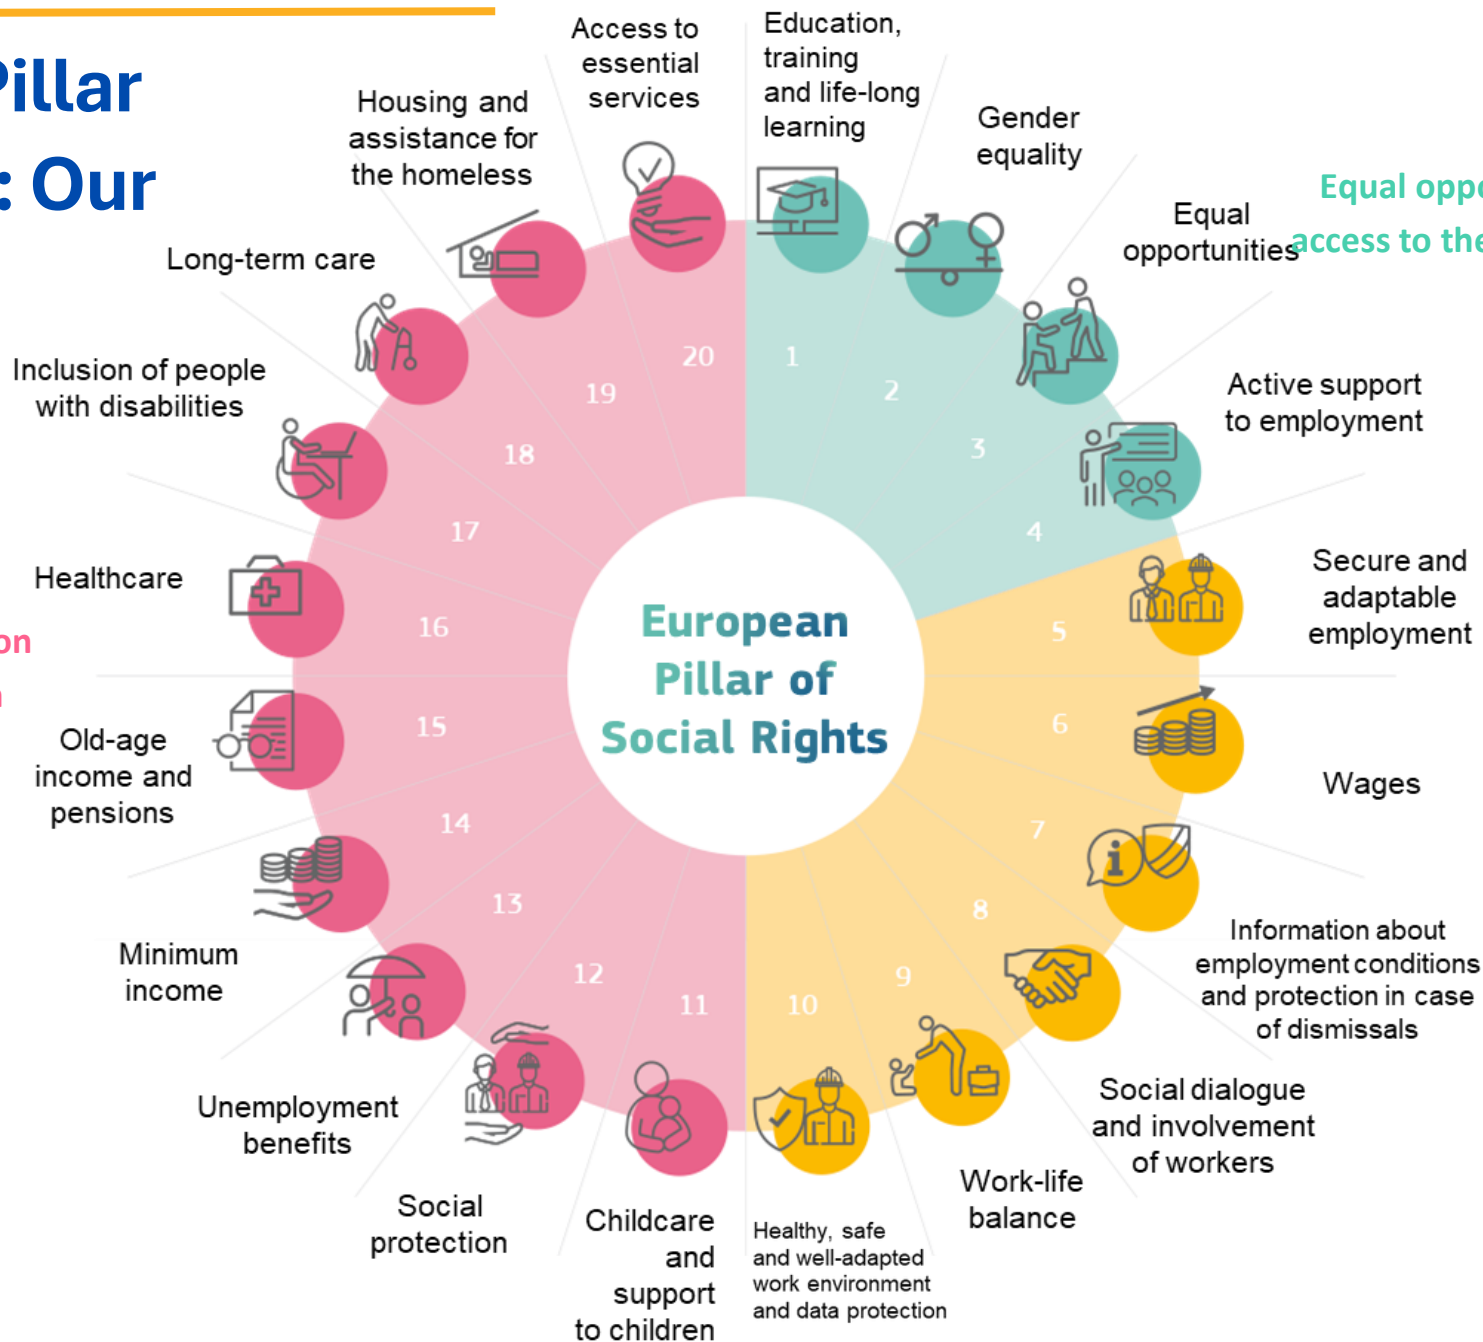 Pillar
: Our
Access to
essential
services
Education,
training
and life-long
learning
Gender
equality
Equal
opportunities
Equal oppo
access to the
Active support
to employment
Secure and
adaptable
employment
Wages
Information about
employment conditions
and protection in case
of dismissals
Social dialogue
and involvement
of workers
Work-life
balance
Healthy, safe
and well-adapted
work environment
and data protection
Childcare
and
support
to children
Social
protection
Unemployment
benefits
Minimum
income
Old-age
income and
pensions
on
Healthcare
Inclusion of people
with disabilities
Long-term care
Housing and
assistance for
the homeless
1
2
3
4
5
6
7
8
9
10
11
12
13
14
15
16
17
18
19
20
European
Pillar of
Social Rights
i